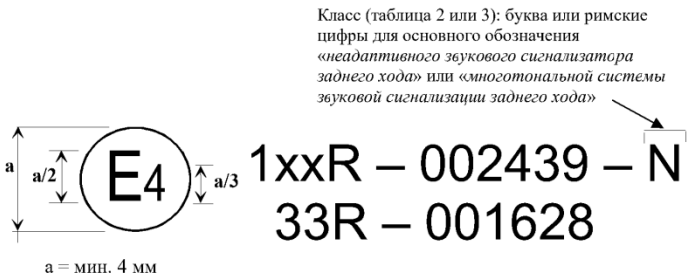 Класс (таблица 2 или 3): буква или римские
цифры для основного обозначения
«неадаптивного звукового сигнализатора
заднего хода» или «многотональной системы
звуковой сигнализации заднего хода»
a
a/2
E4
a/3
1xxR – 002439 – N
33R – 001628
a = мин. 4 мм